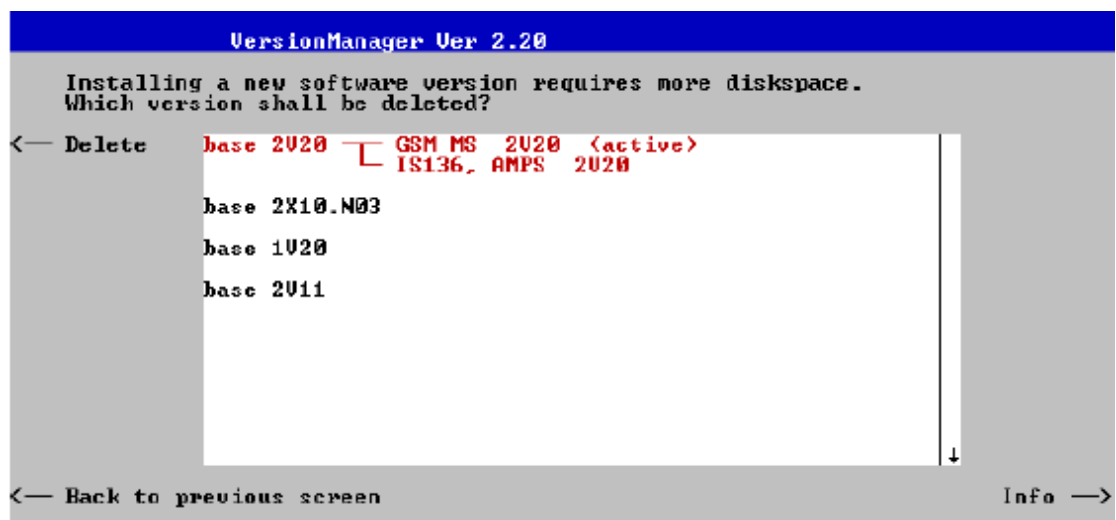 VersionManager Ver 2.20
Installing a new software version requires more diskspace.
Which version shall be deleted?
<— Delete
base 2V20 GSM MS 2V20 (active)
IS136, AMPS 2V20
base 2X10.N03
base 1V20
base 2V11
<— Back to previous screen
Info —>